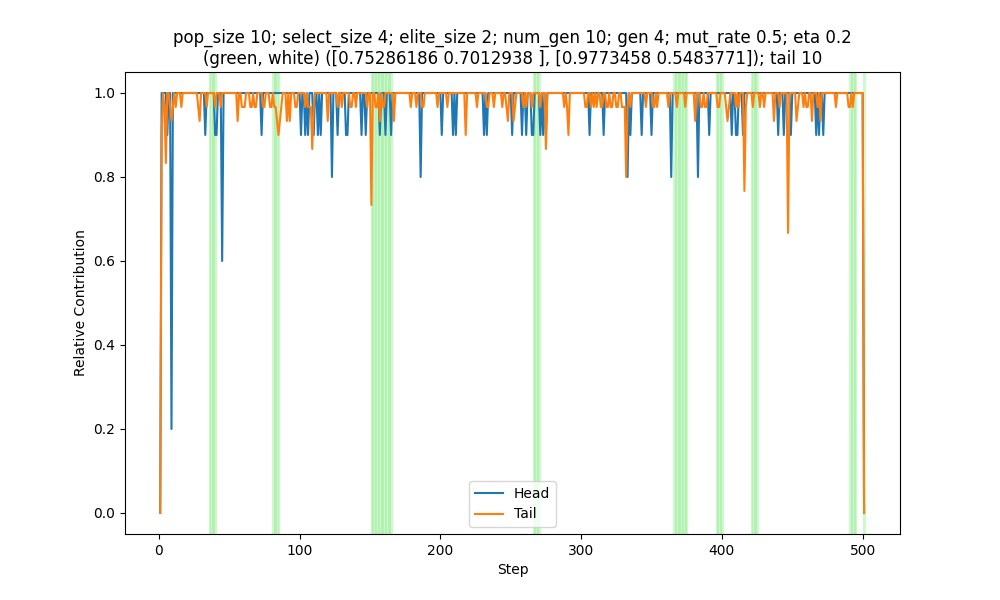 pop_size 10; select_size 4; elite_size 2; num_gen 10; gen 4; mut_rate 0.5; eta 0.2
(green, white) ([0.75286186 0.7012938 ], [0.9773458 0.5483771]); tail 10
1.0
0.8
0.6
0.4
0.2
0.0
Relative Contribution
Head
Tail
0
100
200
300
400
500
Step